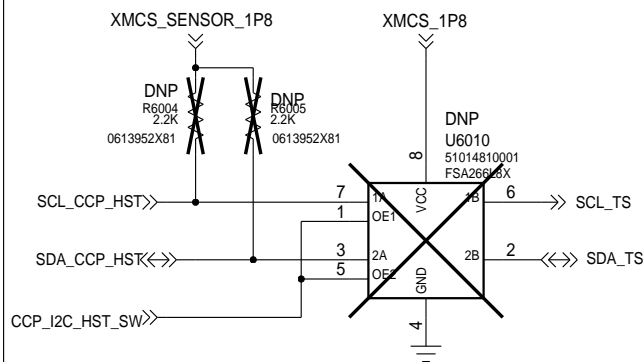 XMCS_SENSOR_1P8
XMCS_1P8
DNP
R6004
2.2K
0613952X81
DNP
R6005
2.2K
0613952X81
DNP
U6010
51014810001
FSA266L8X
8
VCC
SCL_CCP_HST
7
1A
1B
6
SCL_TS
1
OE1
SDA_CCP_HST
3
2A
2B
2
SDA_TS
5
OE2
GND
4
CCP_I2C_HST_SW